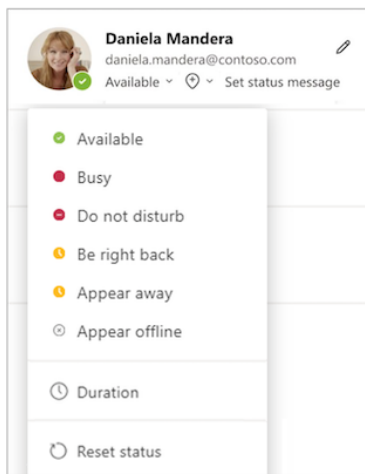 Daniela Mandera
daniela.mandera@contoso.com
Available Set status message
Available
Busy
Do not disturb
Be right back
Appear away
Appear offline
Duration
Reset status